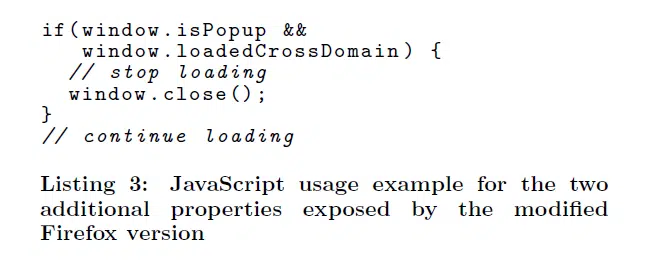 if(window.isPopup &&
window.loadedCrossDomain) {
// stop loading
window.close();
}
// continue loading
Listing 3: JavaScript usage example for the two
additional properties exposed by the modified
Firefox version